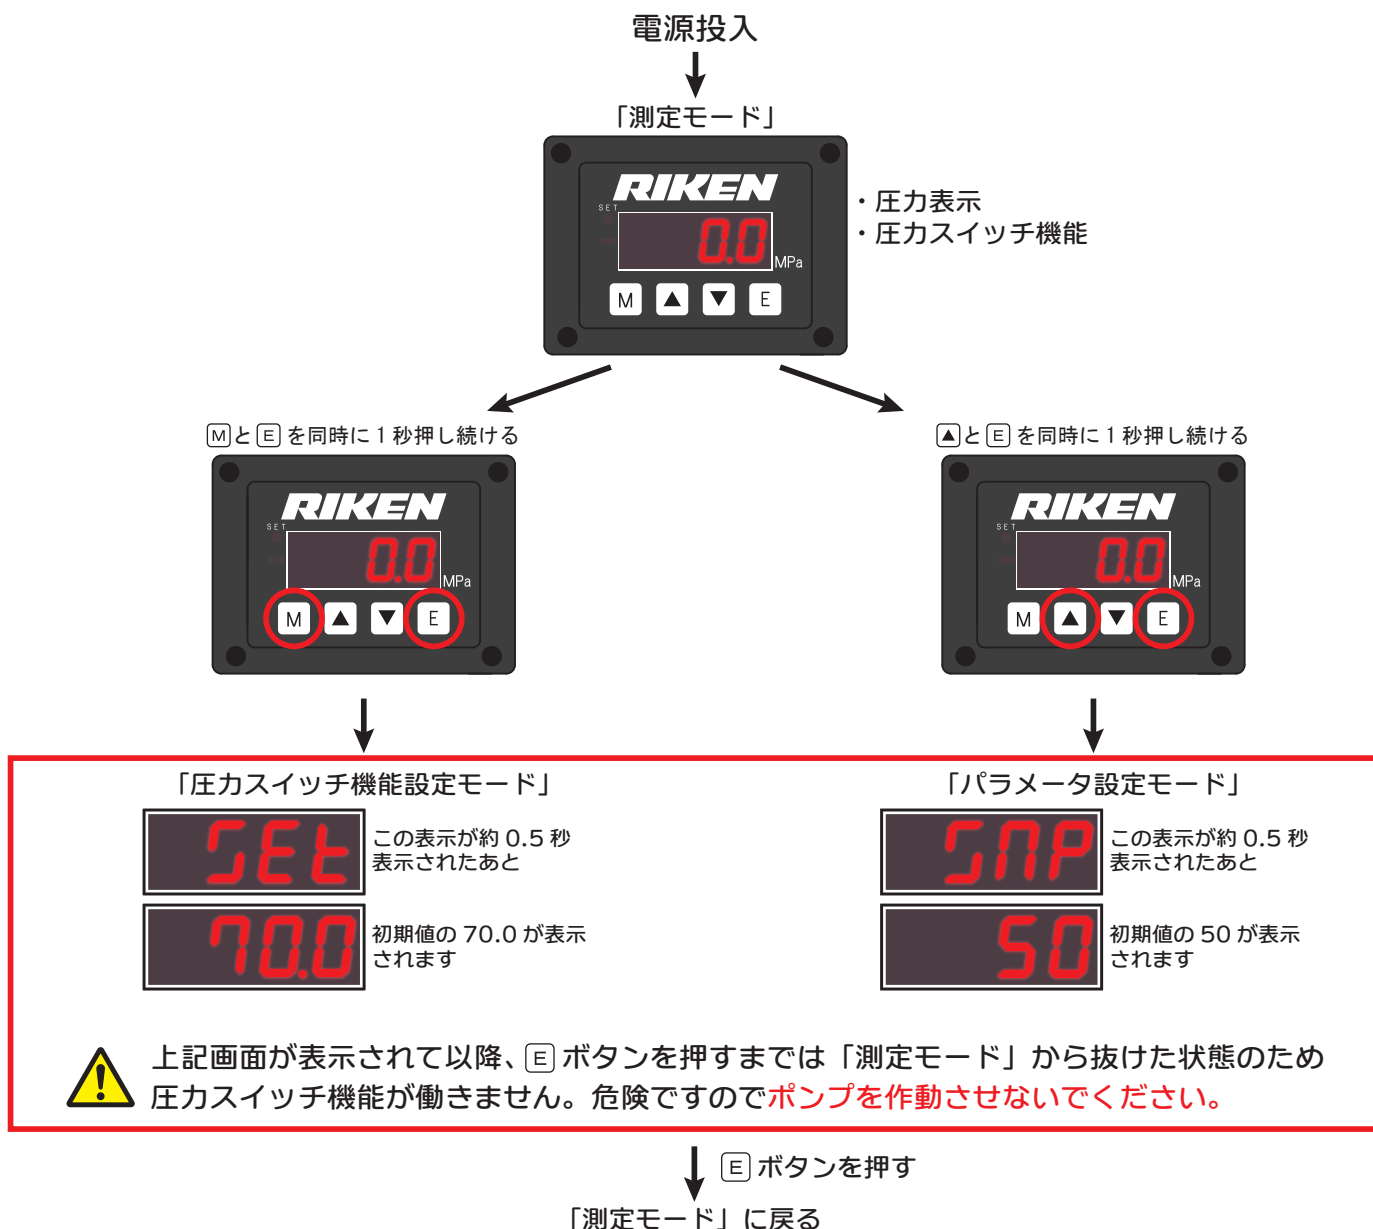 電源投入
「測定モード」
RIKEN
SET
0.0
MPa
M ▲ ▼ E
・圧力表示
・圧力スイッチ機能
MとEを同時に1秒押し続ける
RIKEN
SET
0.0
MPa
M ▲ ▼ E
▲とEを同時に1秒押し続ける
RIKEN
SET
0.0
MPa
M ▲ ▼ E
「圧力スイッチ機能設定モード」
SEt
この表示が約 0.5 秒
表示されたあと
70.0
初期値の 70.0 が表示
されます
「パラメータ設定モード」
SMP
この表示が約 0.5 秒
表示されたあと
50
初期値の 50 が表示
されます
上記画面が表示されて以降、Eボタンを押すまでは「測定モード」から抜けた状態のため
圧力スイッチ機能が働きません。危険ですのでポンプを作動させないでください。
Eボタンを押す
「測定モード」に戻る